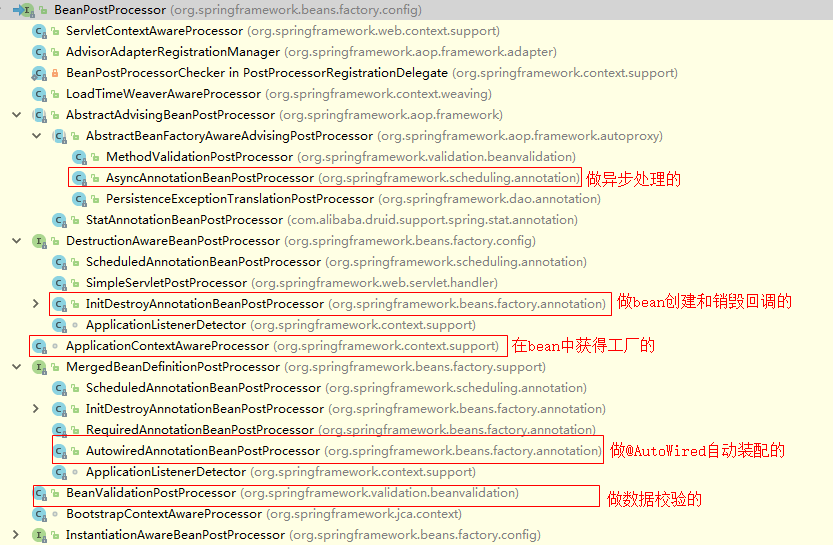 BeanPostProcessor (org.springframework.beans.factory.config)
ServletContextAwareProcessor (org.springframework.web.context.support)
AdvisorAdapterRegistrationManager (org.springframework.aop.framework.adapter)
BeanPostProcessorChecker in PostProcessorRegistrationDelegate (org.springframework.context.support)
LoadTimeWeaverAwareProcessor (org.springframework.context.weaving)
AbstractAdvisingBeanPostProcessor (org.springframework.aop.framework)
AbstractBeanFactoryAwareAdvisingPostProcessor (org.springframework.aop.framework.autoproxy)
MethodValidationPostProcessor (org.springframework.validation.beanvalidation)
AsyncAnnotationBeanPostProcessor (org.springframework.scheduling.annotation) 做异步处理的
PersistenceExceptionTranslationPostProcessor (org.springframework.dao.annotation)
StatAnnotationBeanPostProcessor (com.alibaba.druid.support.spring.stat.annotation)
DestructionAwareBeanPostProcessor (org.springframework.beans.factory.config)
ScheduledAnnotationBeanPostProcessor (org.springframework.scheduling.annotation)
SimpleServletPostProcessor (org.springframework.web.servlet.handler)
InitDestroyAnnotationBeanPostProcessor (org.springframework.beans.factory.annotation) 做bean创建和销毁回调的
ApplicationListenerDetector (org.springframework.context.support)
ApplicationContextAwareProcessor (org.springframework.context.support) 在bean中获得工厂的
MergedBeanDefinitionPostProcessor (org.springframework.beans.factory.support)
ScheduledAnnotationBeanPostProcessor (org.springframework.scheduling.annotation)
InitDestroyAnnotationBeanPostProcessor (org.springframework.beans.factory.annotation)
RequiredAnnotationBeanPostProcessor (org.springframework.beans.factory.annotation)
AutowiredAnnotationBeanPostProcessor (org.springframework.beans.factory.annotation) 做@AutoWired自动装配的
ApplicationListenerDetector (org.springframework.context.support)
BeanValidationPostProcessor (org.springframework.validation.beanvalidation) 做数据校验的
BootstrapContextAwareProcessor (org.springframework.jca.context)
InstantiationAwareBeanPostProcessor (org.springframework.beans.factory.config)